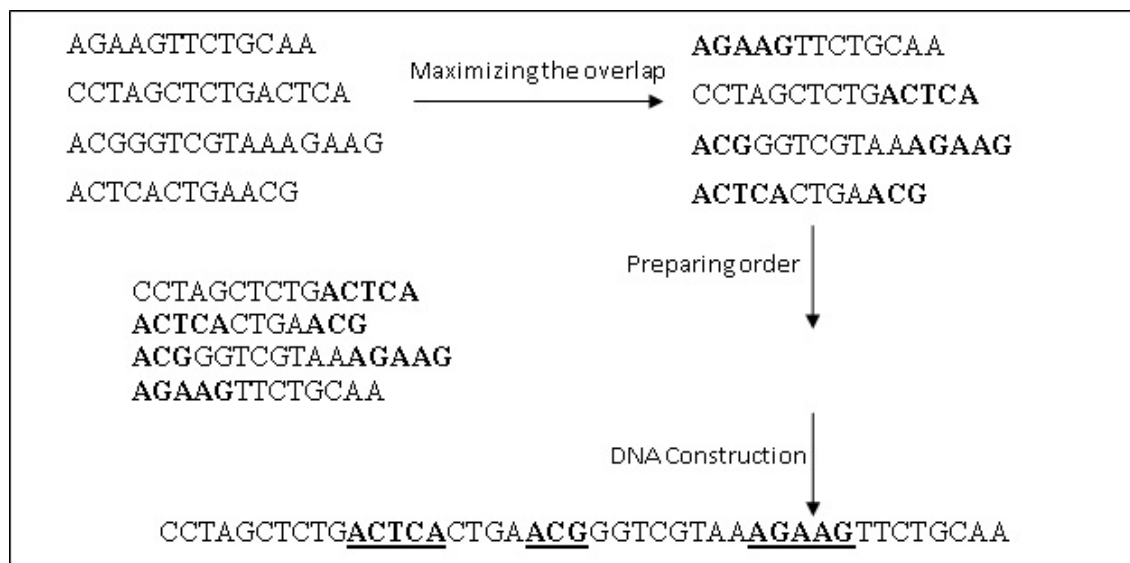 AGAAGTTCTGCAA
CCTAGCTCTGACTCA
ACGGGTCGTAAAGAAG
ACTCACTGAACG
Maximizing the overlap
AGAAGTTCTGCAA
CCTAGCTCTGACTCA
ACGGGTCGTAAAGAAG
ACTCACTGAACG
Preparing order
CCTAGCTCTGACTCA
ACTCACTGAACG
ACGGGTCGTAAAGAAG
AGAAGTTCTGCAA
DNA Construction
CCTAGCTCTGACTCACTGAACGGGTCGTAAAGAAGTTCTGCAA